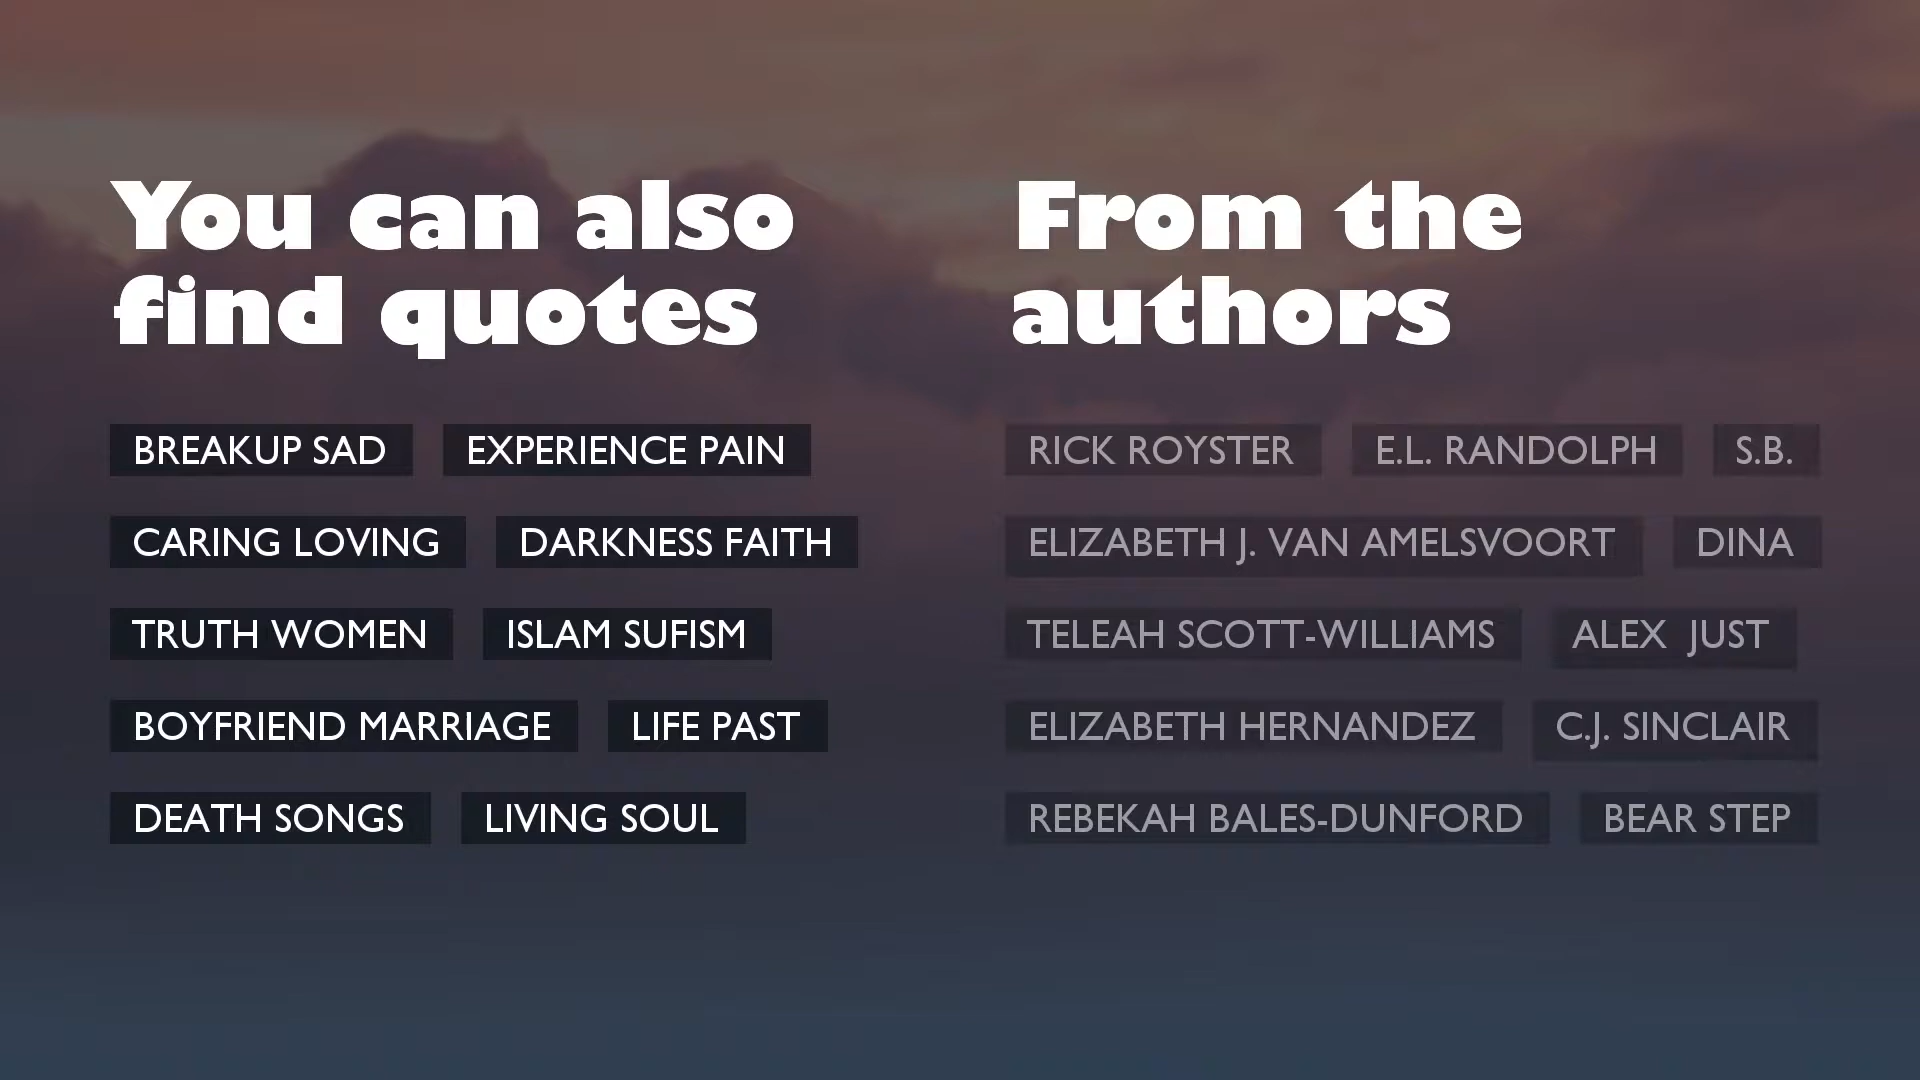 You can also
find quotes
BREAKUP SAD EXPERIENCE PAIN
CARING LOVING DARKNESS FAITH
TRUTH WOMEN ISLAM SUFISM
BOYFRIEND MARRIAGE LIFE PAST
DEATH SONGS LIVING SOUL
From the
authors
RICK ROYSTER E.L. RANDOLPH S.B.
ELIZABETH J. VAN AMELSVOORT DINA
TELEAH SCOTT-WILLIAMS ALEX JUST
ELIZABETH HERNANDEZ C.J. SINCLAIR
REBEKAH BALES-DUNFORD BEAR STEP